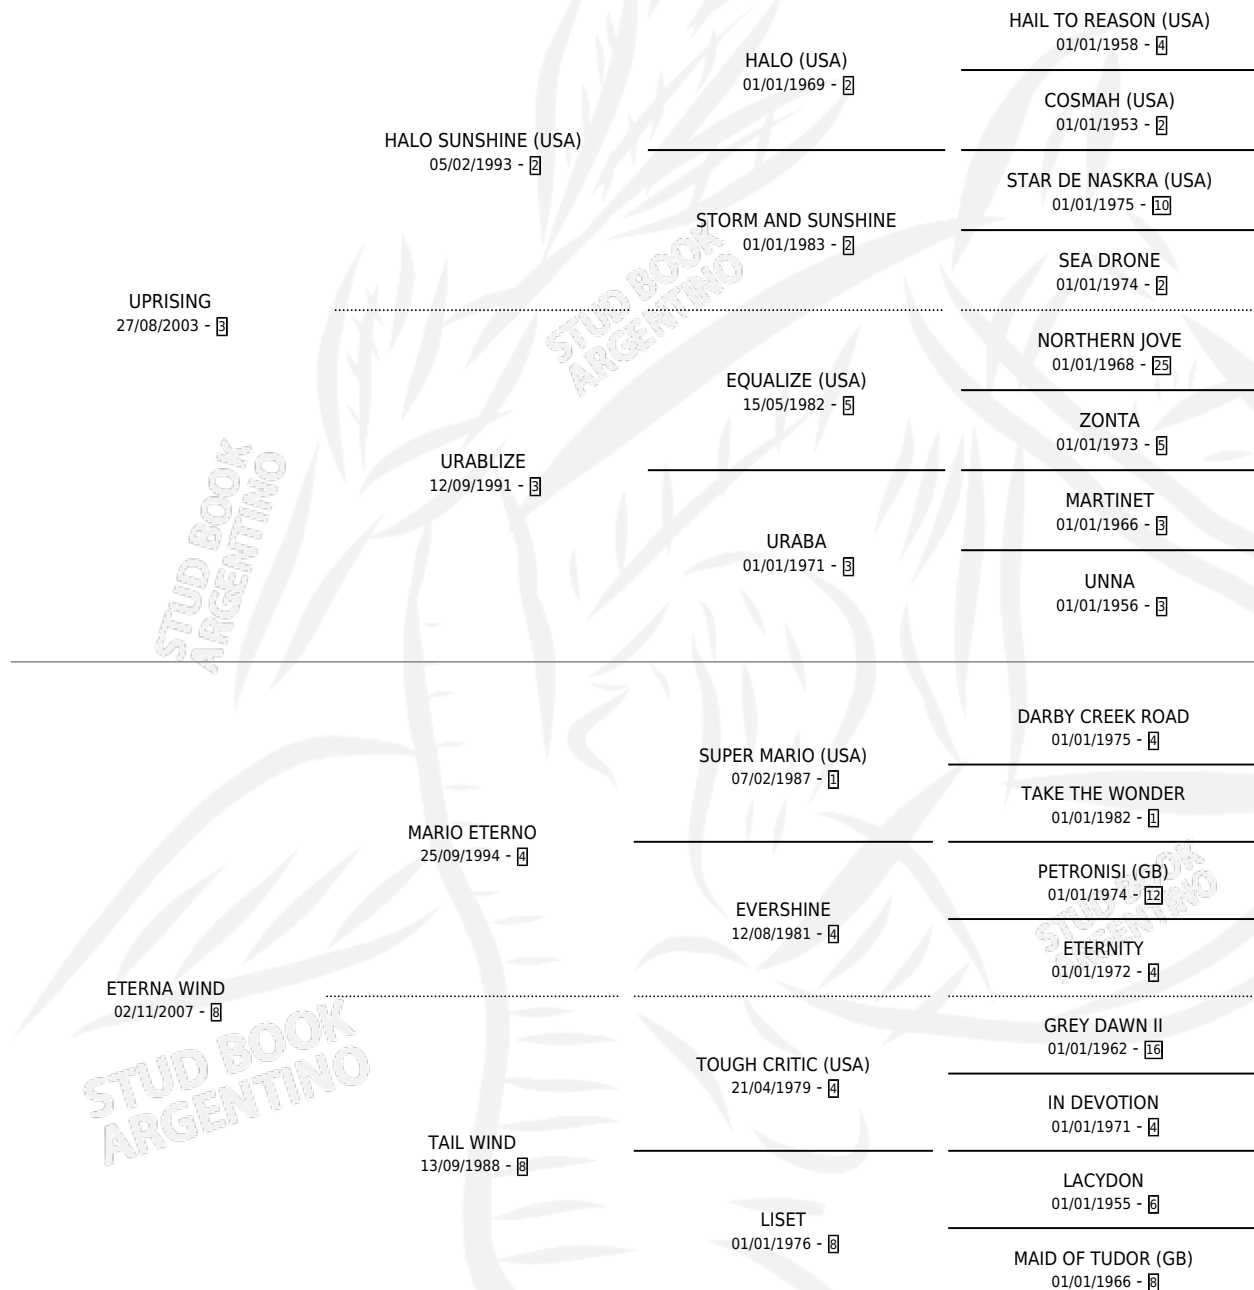 HAIL TO REASON (USA)
01/01/1958 - 4
HALO (USA)
01/01/1969 - 2
COSMAH (USA)
01/01/1953 - 2
HALO SUNSHINE (USA)
05/02/1993 - 2
STAR DE NASKRA (USA)
01/01/1975 - 10
STORM AND SUNSHINE
01/01/1983 - 2
SEA DRONE
01/01/1974 - 2
UPRISING
27/08/2003 - 3
NORTHERN JOVE
01/01/1968 - 25
EQUALIZE (USA)
15/05/1982 - 5
ZONTA
01/01/1973 - 5
URABLIZE
12/09/1991 - 3
MARTINET
01/01/1966 - 3
URABA
01/01/1971 - 3
UNNA
01/01/1956 - 3
DARBY CREEK ROAD
01/01/1975 - 4
SUPER MARIO (USA)
07/02/1987 - 1
TAKE THE WONDER
01/01/1982 - 1
MARIO ETERNO
25/09/1994 - 4
PETRONISI (GB)
01/01/1974 - 12
EVERSHINE
12/08/1981 - 4
ETERNITY
01/01/1972 - 4
ETERNA WIND
02/11/2007 - 8
GREY DAWN II
01/01/1962 - 16
TOUGH CRITIC (USA)
21/04/1979 - 4
IN DEVOTION
01/01/1971 - 4
TAIL WIND
13/09/1988 - 8
LACYDON
01/01/1955 - 6
LISET
01/01/1976 - 8
MAID OF TUDOR (GB)
01/01/1966 - 8
STUD BOOK
ARGENTINO
STUD BOOK
ARGENTINO
STUD BOOK
ARGENTINO
STUD BOOK
ARGENTINO